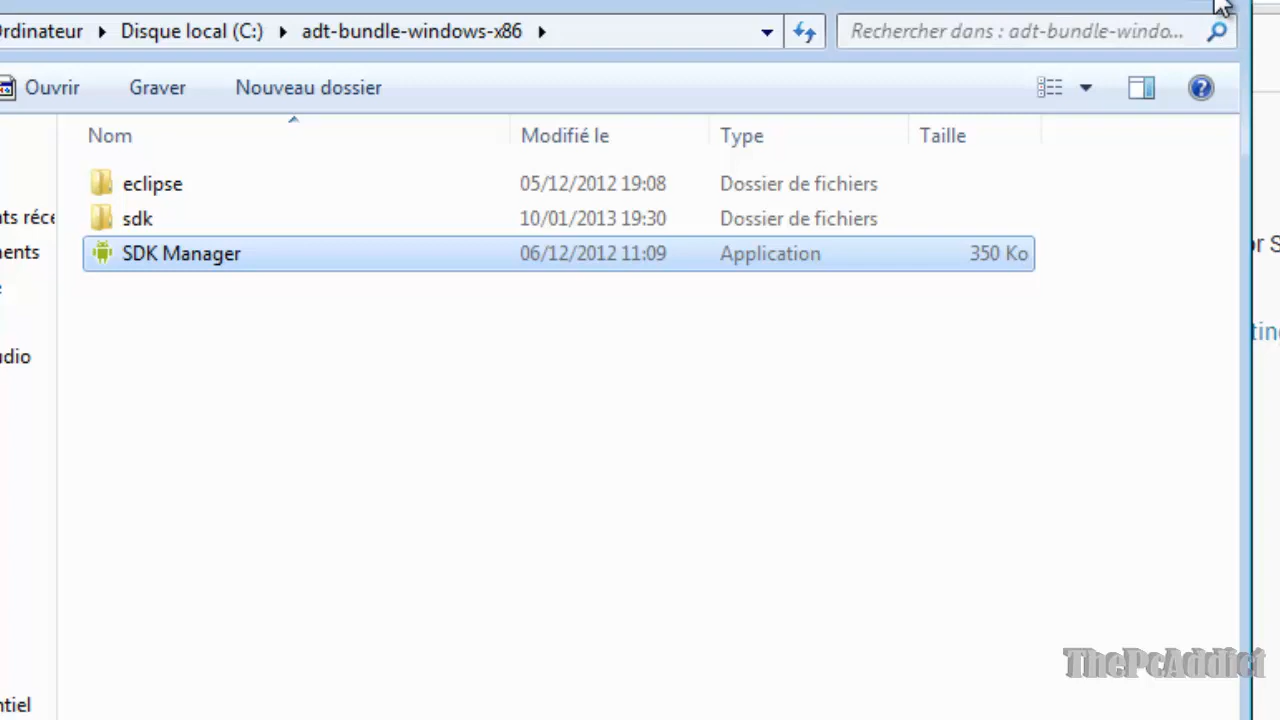 Ordinateur ▸ Disque local (C:) ▸ adt-bundle-windows-x86 ▸
Rechercher dans : adt-bundle-windo...
Ouvrir Graver Nouveau dossier
Nom Modifié le Type Taille
eclipse 05/12/2012 19:08 Dossier de fichiers
sdk 10/01/2013 19:30 Dossier de fichiers
SDK Manager 06/12/2012 11:09 Application 350 Ko
ThePcAddict